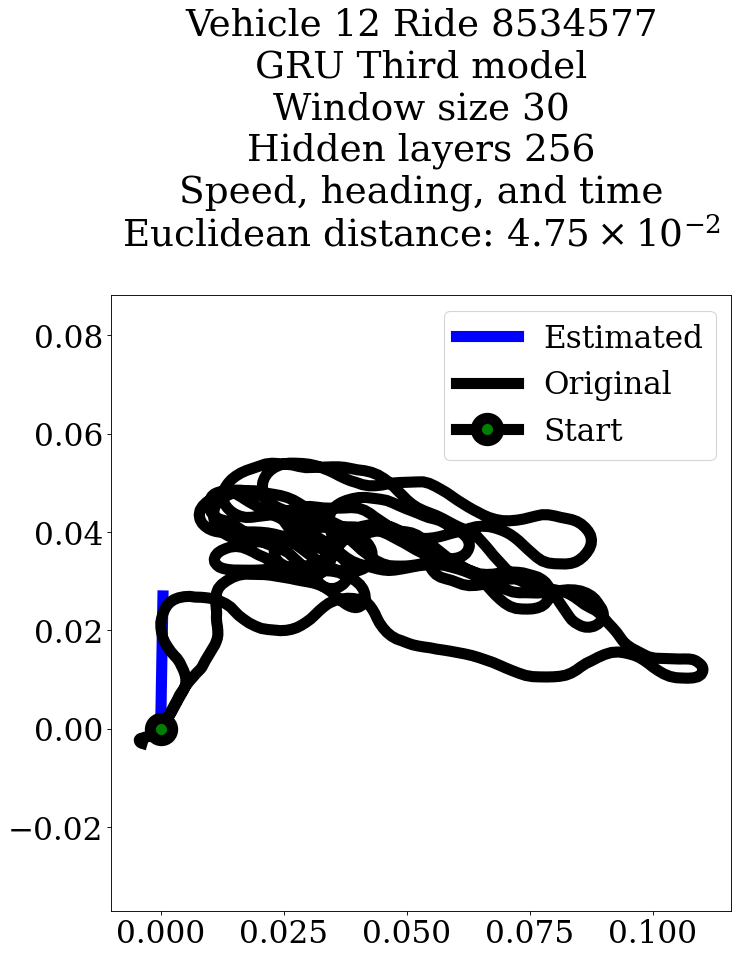 Vehicle 12 Ride 8534577
GRU Third model
Window size 30
Hidden layers 256
Speed, heading, and time
Euclidean distance: 4.75 × 10⁻²
Estimated
Original
Start
0.08
0.06
0.04
0.02
0.00
−0.02
0.000 0.025 0.050 0.075 0.100